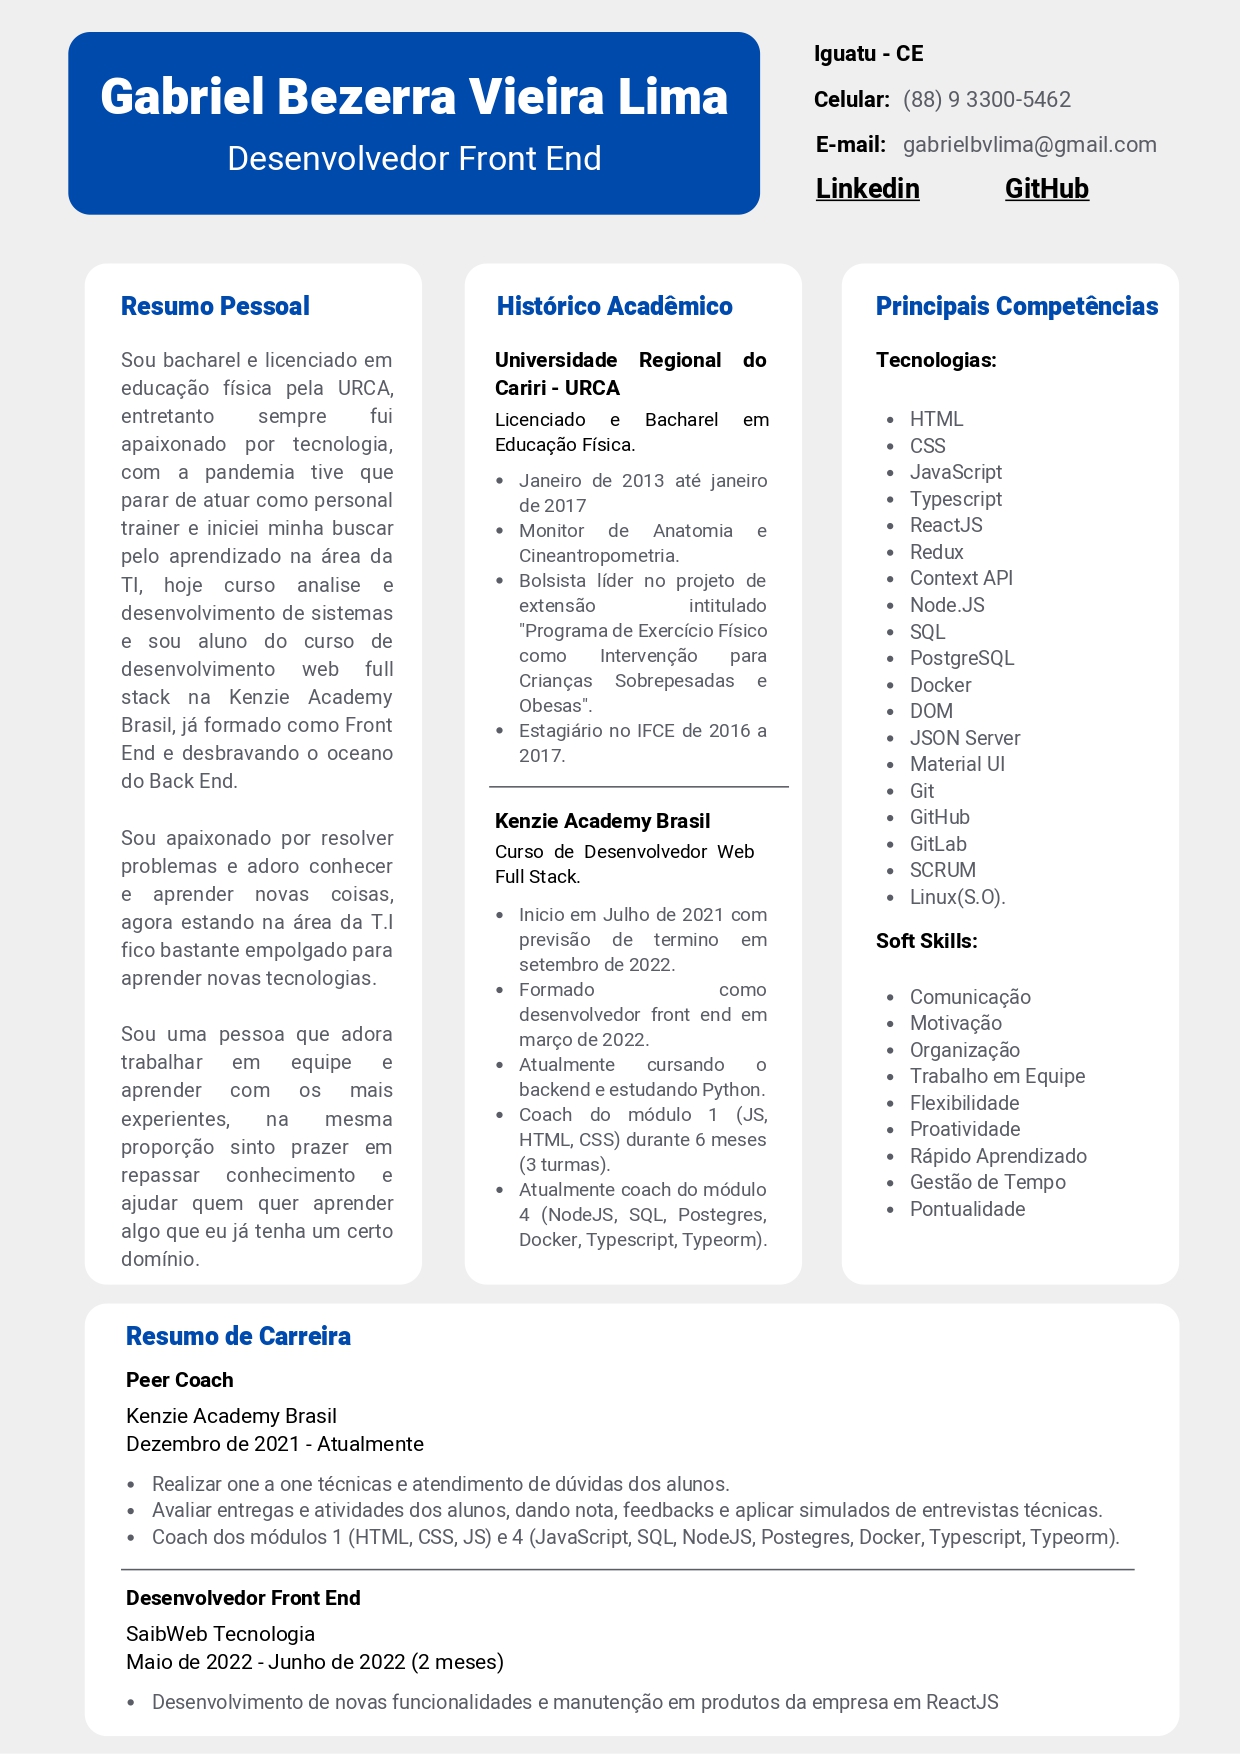 Gabriel Bezerra Vieira Lima
Desenvolvedor Front End
Iguatu - CE
Celular: (88) 9 3300-5462
E-mail: gabrielbvlima@gmail.com
Linkedin GitHub
Resumo Pessoal
Sou bacharel e licenciado em
educação física pela URCA,
entretanto sempre fui
apaixonado por tecnologia,
com a pandemia tive que
parar de atuar como personal
trainer e iniciei minha buscar
pelo aprendizado na área da
TI, hoje curso analise e
desenvolvimento de sistemas
e sou aluno do curso de
desenvolvimento web full
stack na Kenzie Academy
Brasil, já formado como Front
End e desbravando o oceano
do Back End.
Sou apaixonado por resolver
problemas e adoro conhecer
e aprender novas coisas,
agora estando na área da T.I
fico bastante empolgado para
aprender novas tecnologias.
Sou uma pessoa que adora
trabalhar em equipe e
aprender com os mais
experientes, na mesma
proporção sinto prazer em
repassar conhecimento e
ajudar quem quer aprender
algo que eu já tenha um certo
domínio.
Histórico Acadêmico
Universidade Regional do
Cariri - URCA
Licenciado e Bacharel em
Educação Física.
• Janeiro de 2013 até janeiro
de 2017
• Monitor de Anatomia e
Cineantropometria.
• Bolsista líder no projeto de
extensão intitulado
"Programa de Exercício Físico
como Intervenção para
Crianças Sobrepesadas e
Obesas".
• Estagiário no IFCE de 2016 a
2017.
Kenzie Academy Brasil
Curso de Desenvolvedor Web
Full Stack.
• Inicio em Julho de 2021 com
previsão de termino em
setembro de 2022.
• Formado como
desenvolvedor front end em
março de 2022.
• Atualmente cursando o
backend e estudando Python.
• Coach do módulo 1 (JS,
HTML, CSS) durante 6 meses
(3 turmas).
• Atualmente coach do módulo
4 (NodeJS, SQL, Postegres,
Docker, Typescript, Typeorm).
Principais Competências
Tecnologias:
• HTML
• CSS
• JavaScript
• Typescript
• ReactJS
• Redux
• Context API
• Node.JS
• SQL
• PostgreSQL
• Docker
• DOM
• JSON Server
• Material UI
• Git
• GitHub
• GitLab
• SCRUM
• Linux(S.O).
Soft Skills:
• Comunicação
• Motivação
• Organização
• Trabalho em Equipe
• Flexibilidade
• Proatividade
• Rápido Aprendizado
• Gestão de Tempo
• Pontualidade
Resumo de Carreira
Peer Coach
Kenzie Academy Brasil
Dezembro de 2021 - Atualmente
• Realizar one a one técnicas e atendimento de dúvidas dos alunos.
• Avaliar entregas e atividades dos alunos, dando nota, feedbacks e aplicar simulados de entrevistas técnicas.
• Coach dos módulos 1 (HTML, CSS, JS) e 4 (JavaScript, SQL, NodeJS, Postegres, Docker, Typescript, Typeorm).
Desenvolvedor Front End
SaibWeb Tecnologia
Maio de 2022 - Junho de 2022 (2 meses)
• Desenvolvimento de novas funcionalidades e manutenção em produtos da empresa em ReactJS